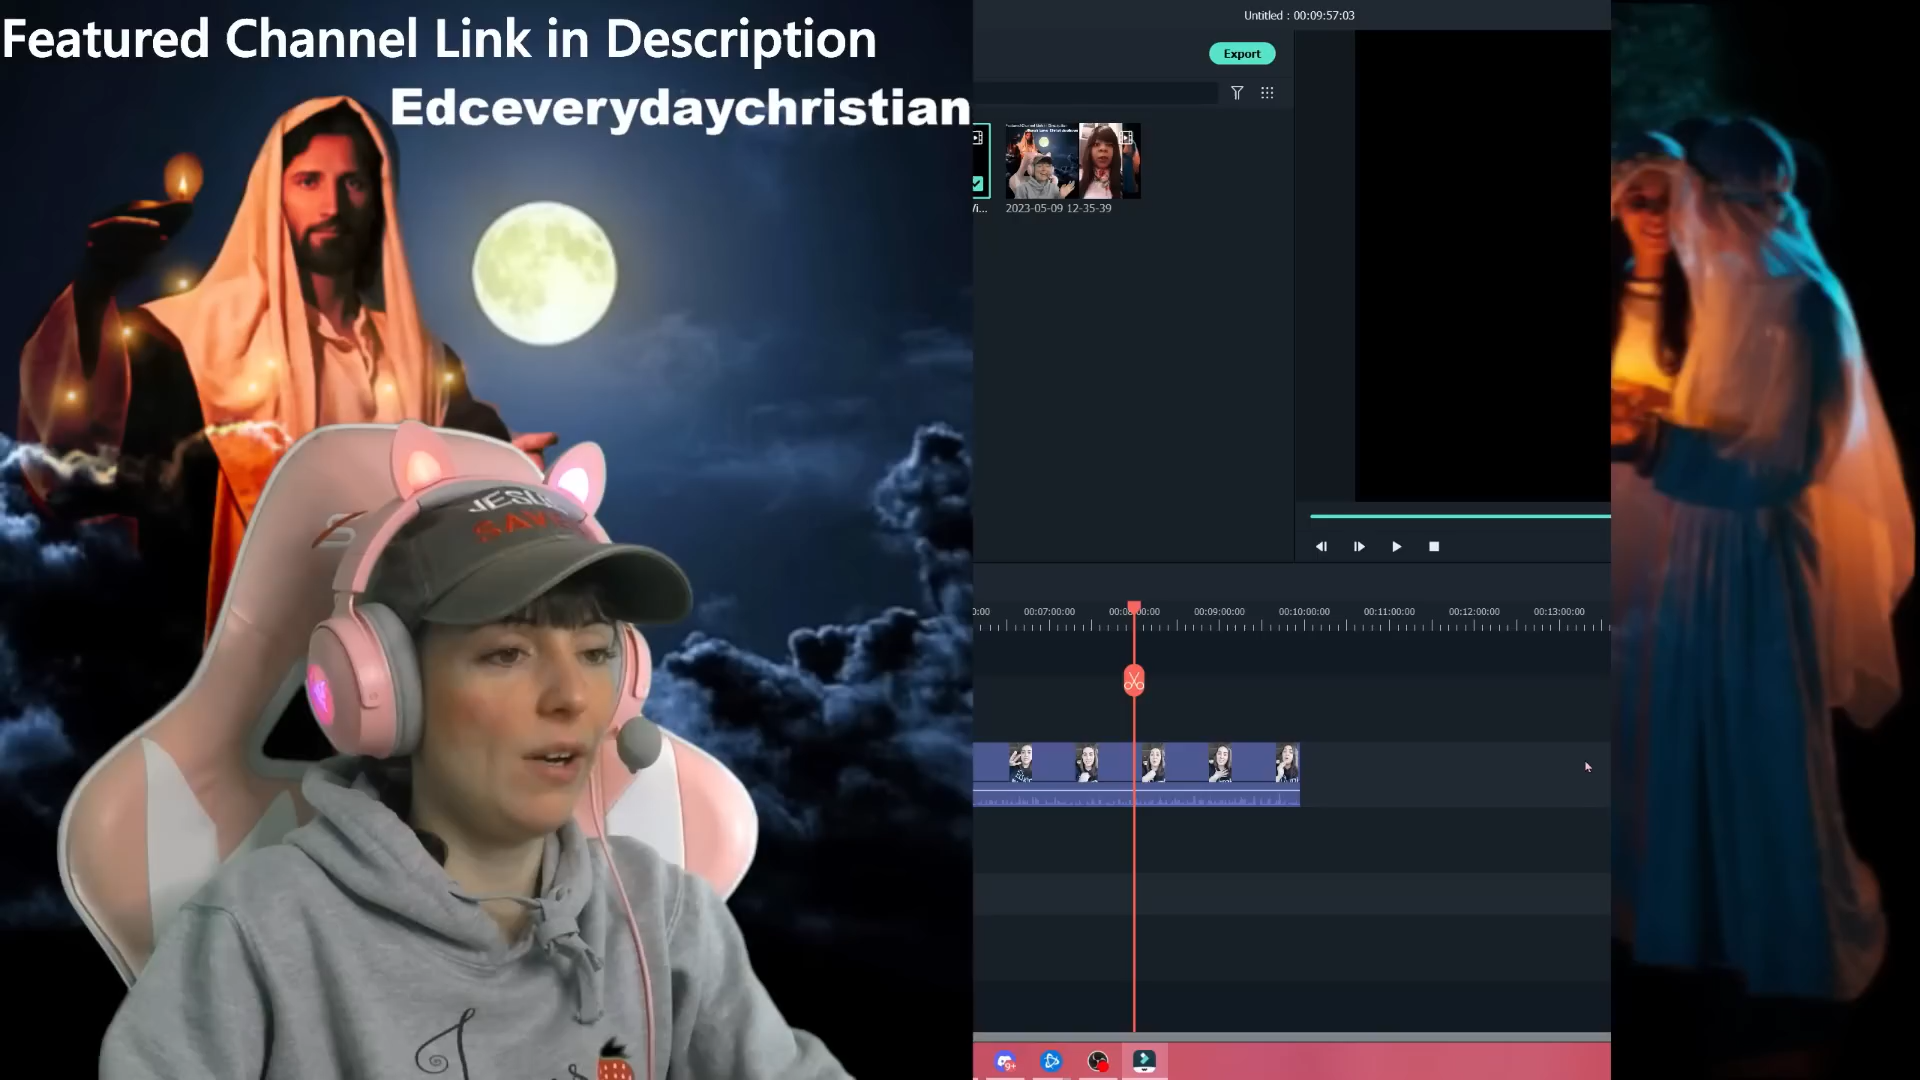 Featured Channel Link in Description
Edceverydaychristian
Untitled : 00:09:57:03
Export
2023-05-09 12-35-39
00:07:00:00
00:09:00:00 00:10:00:00 00:11:00:00 00:12:00:00 00:13:00:00
9+